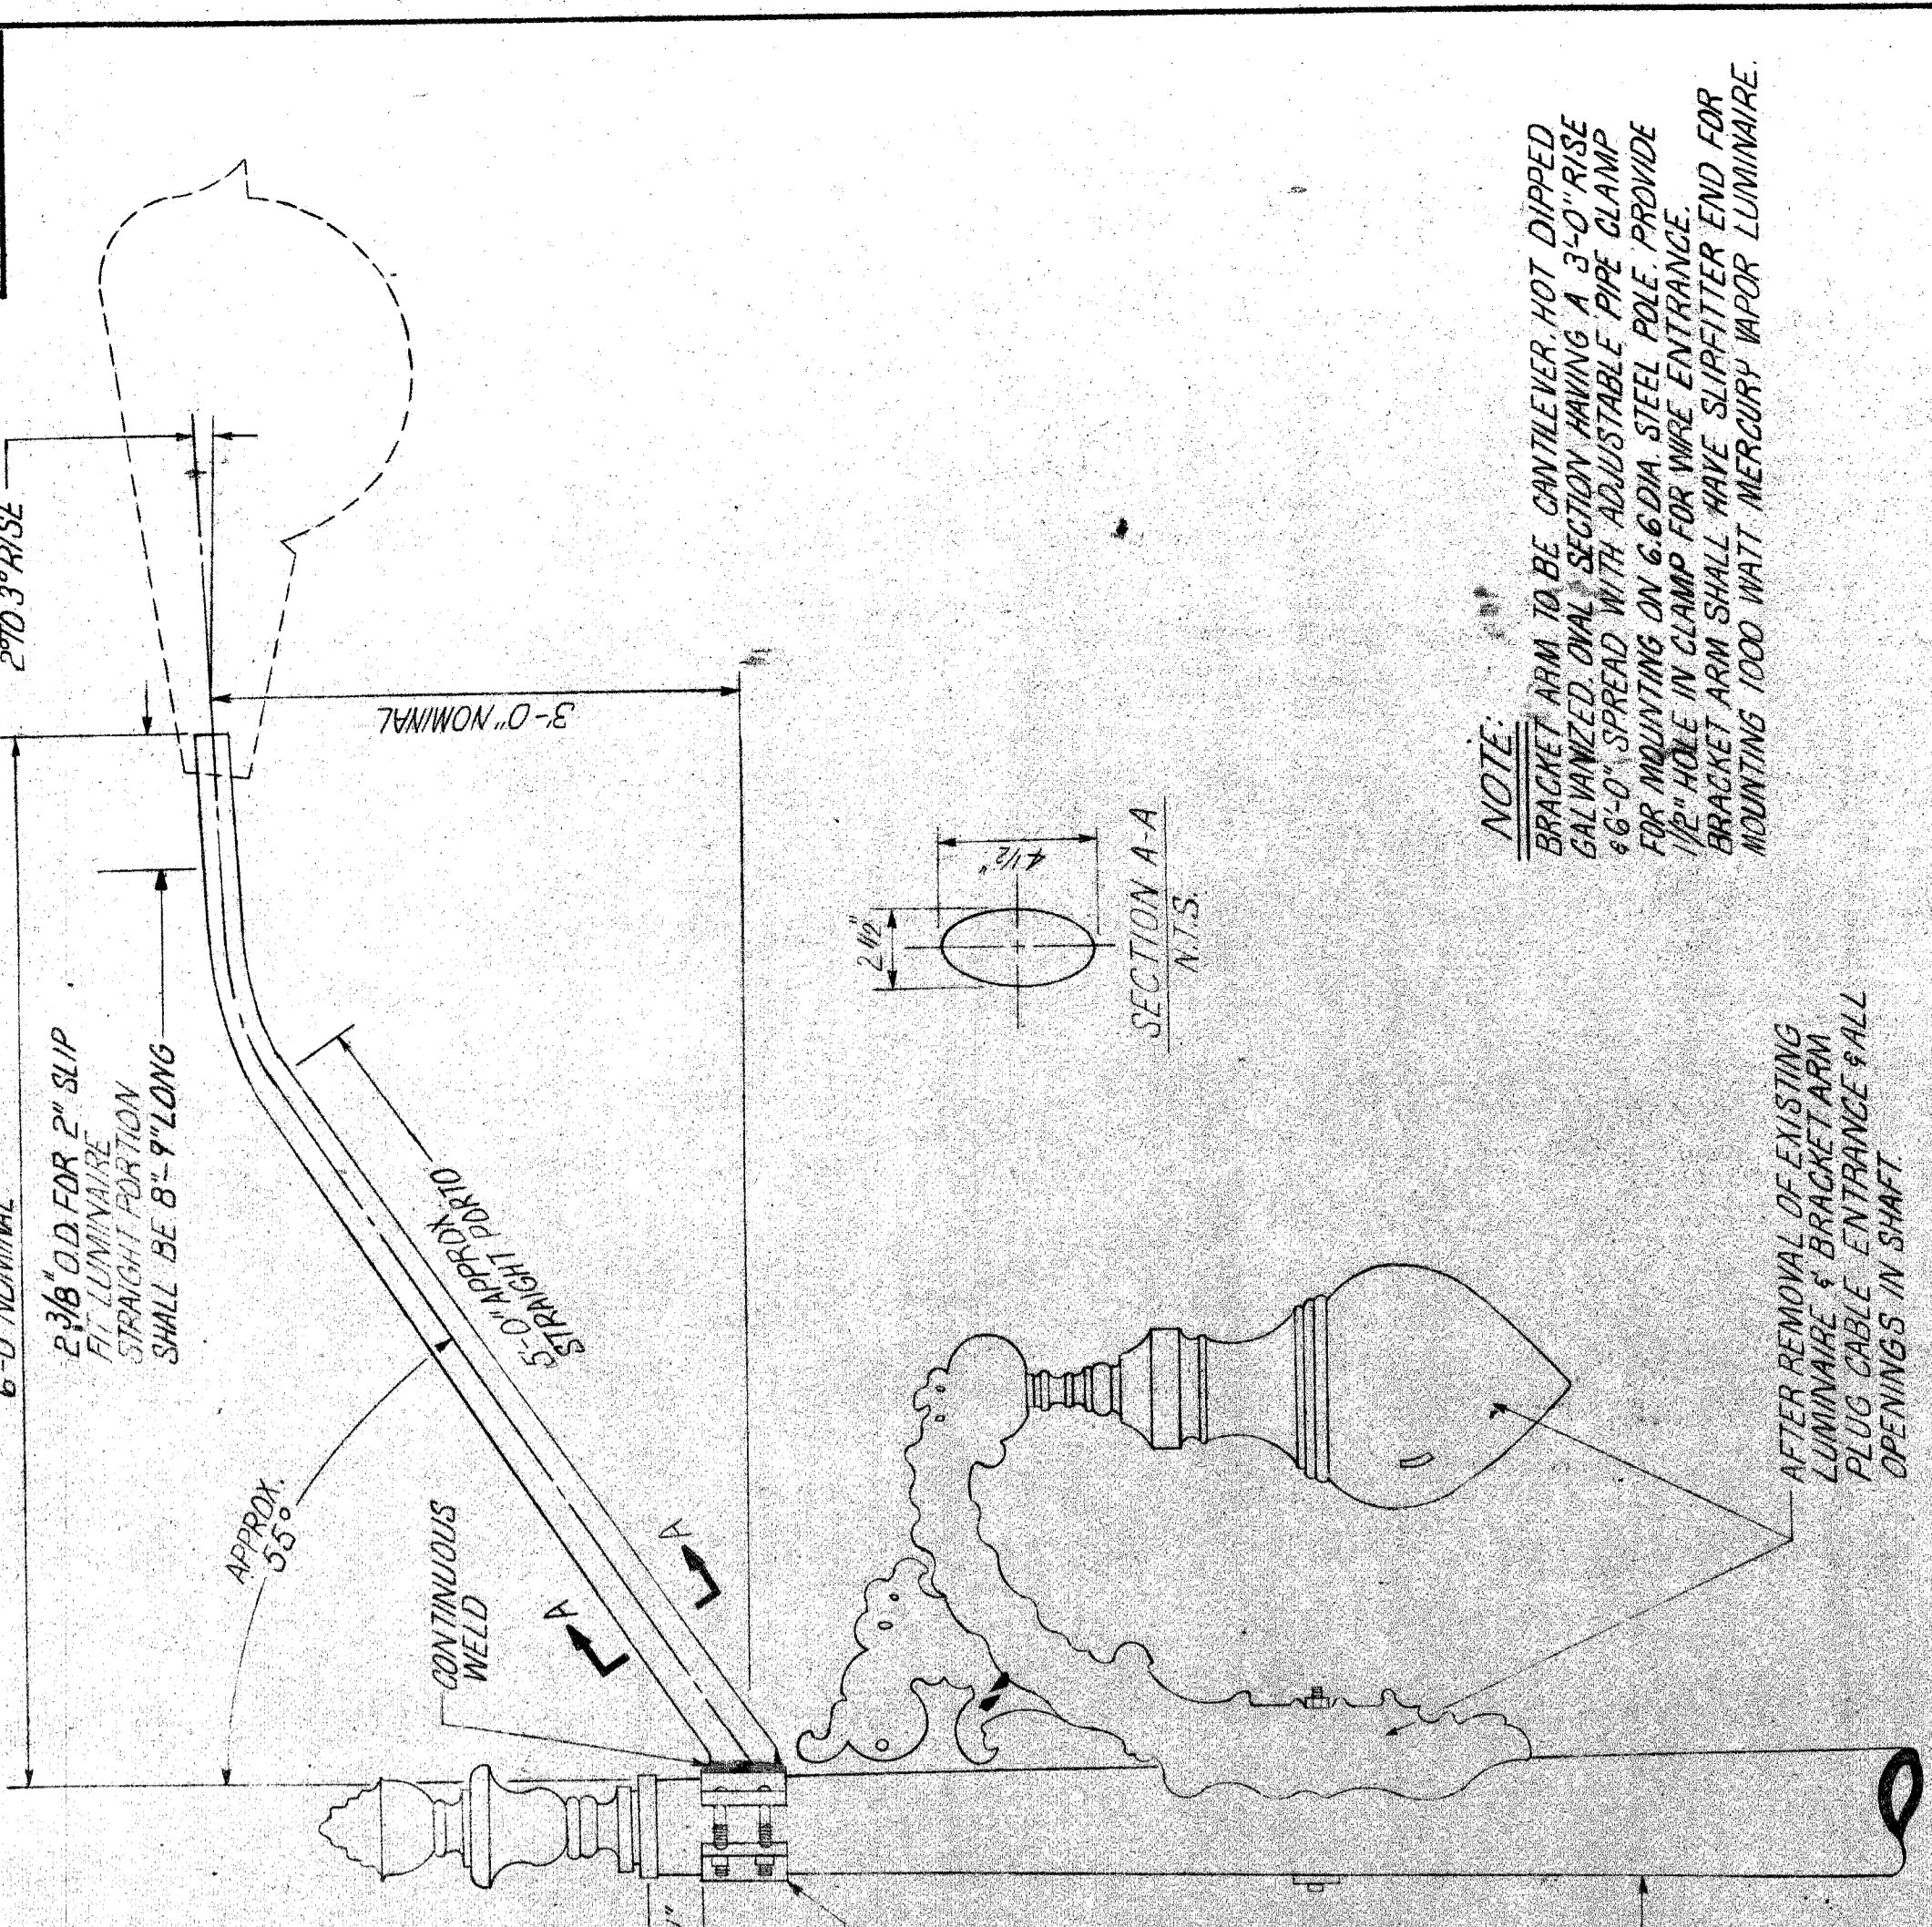 2° TO 3° RISE
6'-0" NOMINAL
2 3/8" O.D. FOR 2" SLIP
FIT LUMINAIRE
STRAIGHT PORTION
SHALL BE 8"-9" LONG
3'-0" NOMINAL
APPROX.
55°
5'-0" APPROX
STRAIGHT PORTIO
CONTINUOUS
WELD
A
A
2 1/2"
4 1/2"
SECTION A-A
N.T.S.
NOTE:
BRACKET ARM TO BE CANTILEVER, HOT DIPPED
GALVANIZED. OVAL SECTION HAVING A 3'-0" RISE
& 6'-0" SPREAD WITH ADJUSTABLE PIPE CLAMP
FOR MOUNTING ON 6.6 DIA. STEEL POLE. PROVIDE
1 1/2" HOLE IN CLAMP FOR WIRE ENTRANCE.
BRACKET ARM SHALL HAVE SLIPFITTER END FOR
MOUNTING 1000 WATT MERCURY VAPOR LUMINAIRE.
AFTER REMOVAL OF EXISTING
LUMINAIRE & BRACKET ARM
PLUG CABLE ENTRANCE & ALL
OPENINGS IN SHAFT.